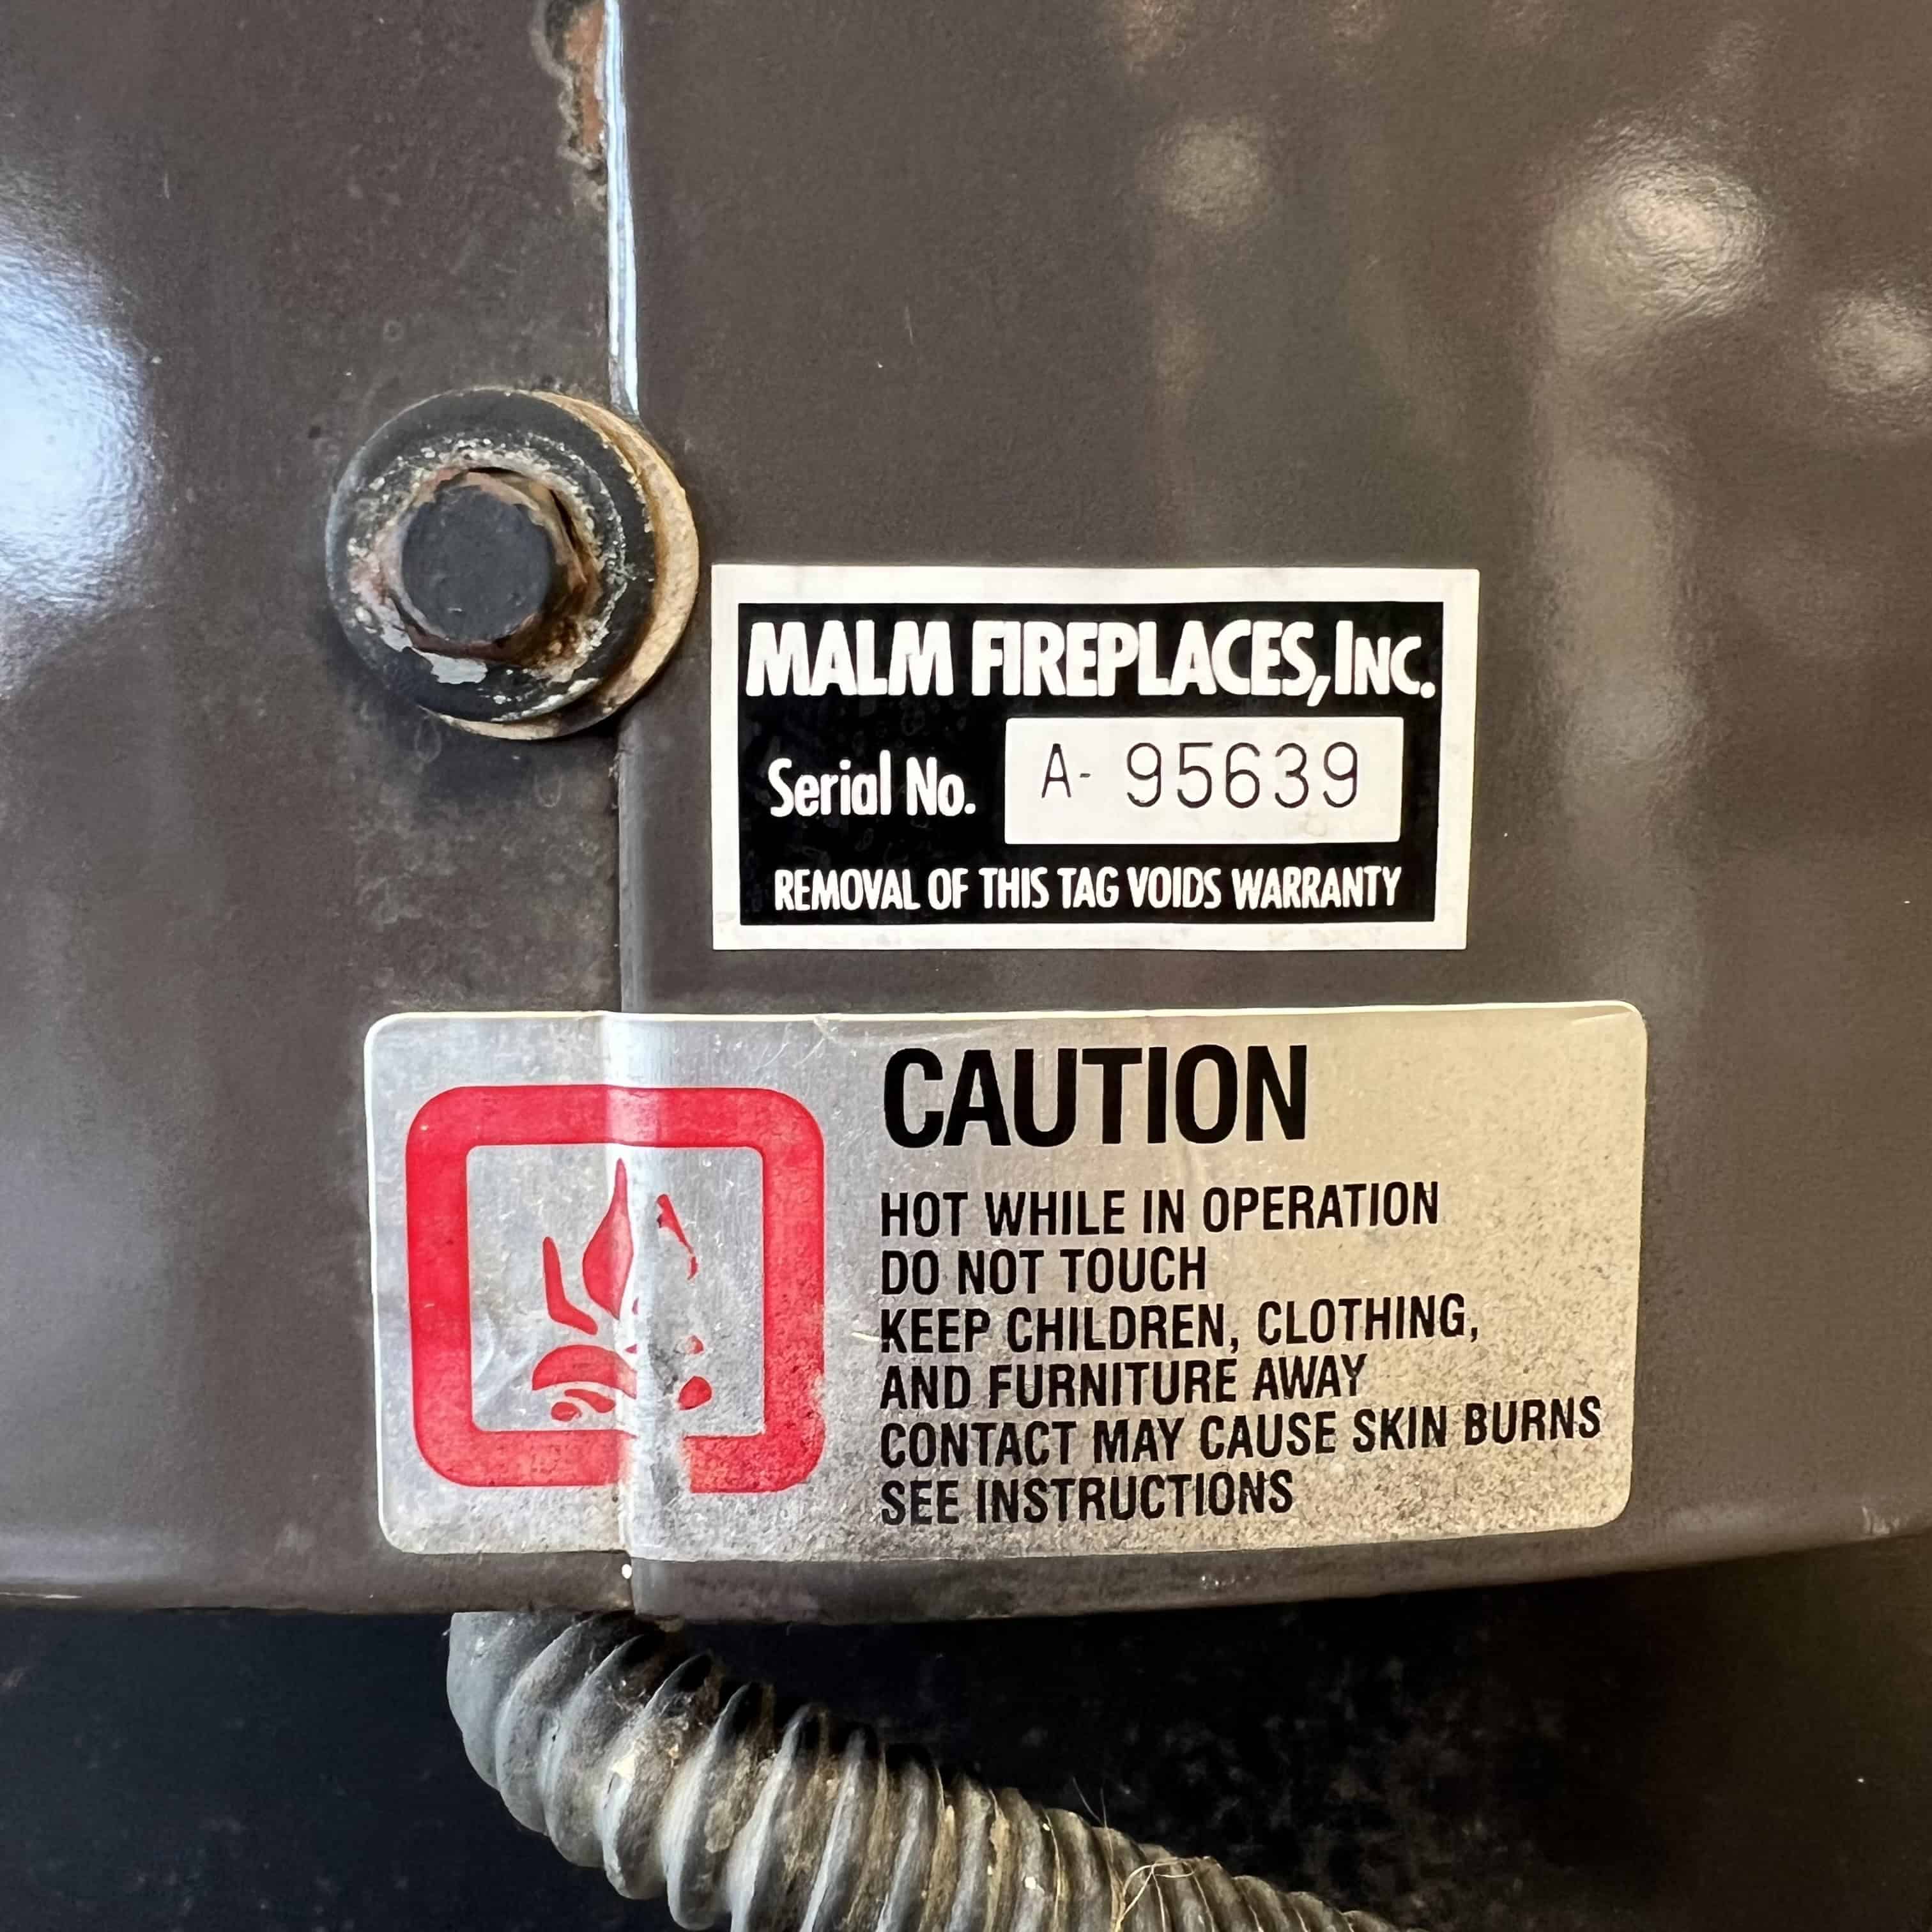 MALM FIREPLACES, INC.
Serial No. A- 95639
REMOVAL OF THIS TAG VOIDS WARRANTY
CAUTION
HOT WHILE IN OPERATION
DO NOT TOUCH
KEEP CHILDREN, CLOTHING,
AND FURNITURE AWAY
CONTACT MAY CAUSE SKIN BURNS
SEE INSTRUCTIONS